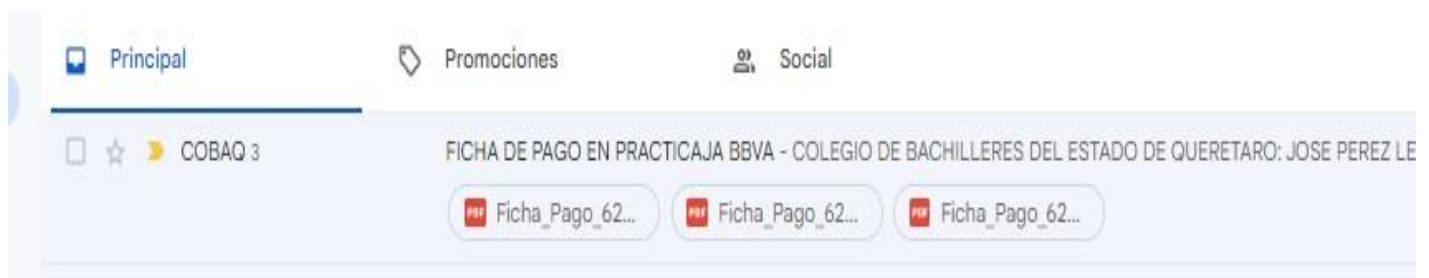 Principal Promociones Social
COBAQ 3 FICHA DE PAGO EN PRACTICAJA BBVA - COLEGIO DE BACHILLERES DEL ESTADO DE QUERETARO: JOSE PEREZ LE
PDF Ficha_Pago_62... PDF Ficha_Pago_62... PDF Ficha_Pago_62...